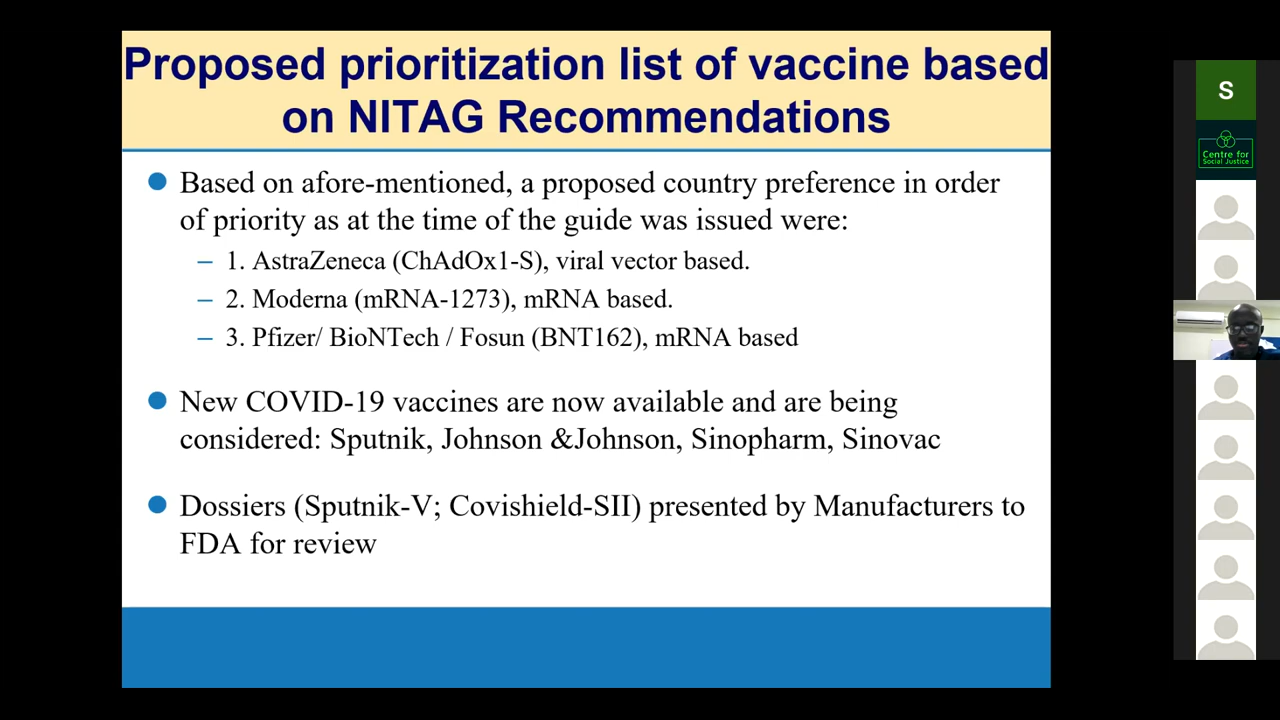 Proposed prioritization list of vaccine based
on NITAG Recommendations
Based on afore-mentioned, a proposed country preference in order
of priority as at the time of the guide was issued were:
– 1. AstraZeneca (ChAdOx1-S), viral vector based.
– 2. Moderna (mRNA-1273), mRNA based.
– 3. Pfizer/ BioNTech / Fosun (BNT162), mRNA based
New COVID-19 vaccines are now available and are being
considered: Sputnik, Johnson &Johnson, Sinopharm, Sinovac
Dossiers (Sputnik-V; Covishield-SII) presented by Manufacturers to
FDA for review
S
Centre for
Social Justice